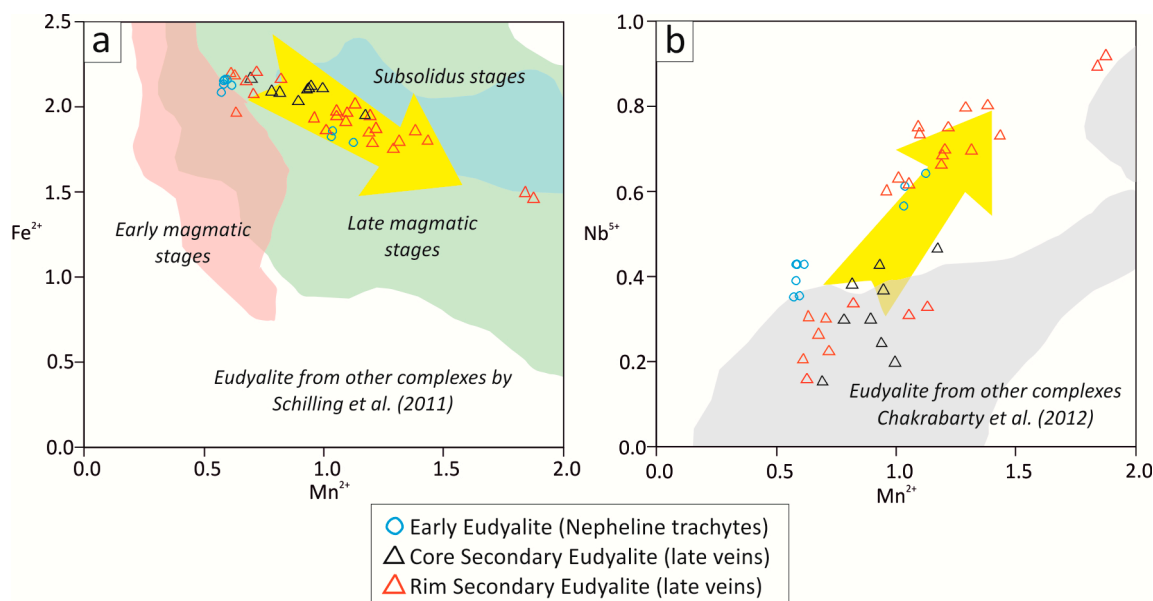 a
2.5
2.0
1.5
1.0
0.5
0.0
Fe2+
0.0
0.5
1.0
1.5
2.0
Mn2+
Subsolidus stages
Early magmatic
stages
Late magmatic
stages
Eudyalite from other complexes by
Schilling et al. (2011)
b
1.0
0.8
0.6
0.4
0.2
0.0
Nb5+
0.0
0.5
1.0
1.5
2.0
Mn2+
Eudyalite from other complexes
Chakrabarty et al. (2012)
Early Eudyalite (Nepheline trachytes)
Core Secondary Eudyalite (late veins)
Rim Secondary Eudyalite (late veins)